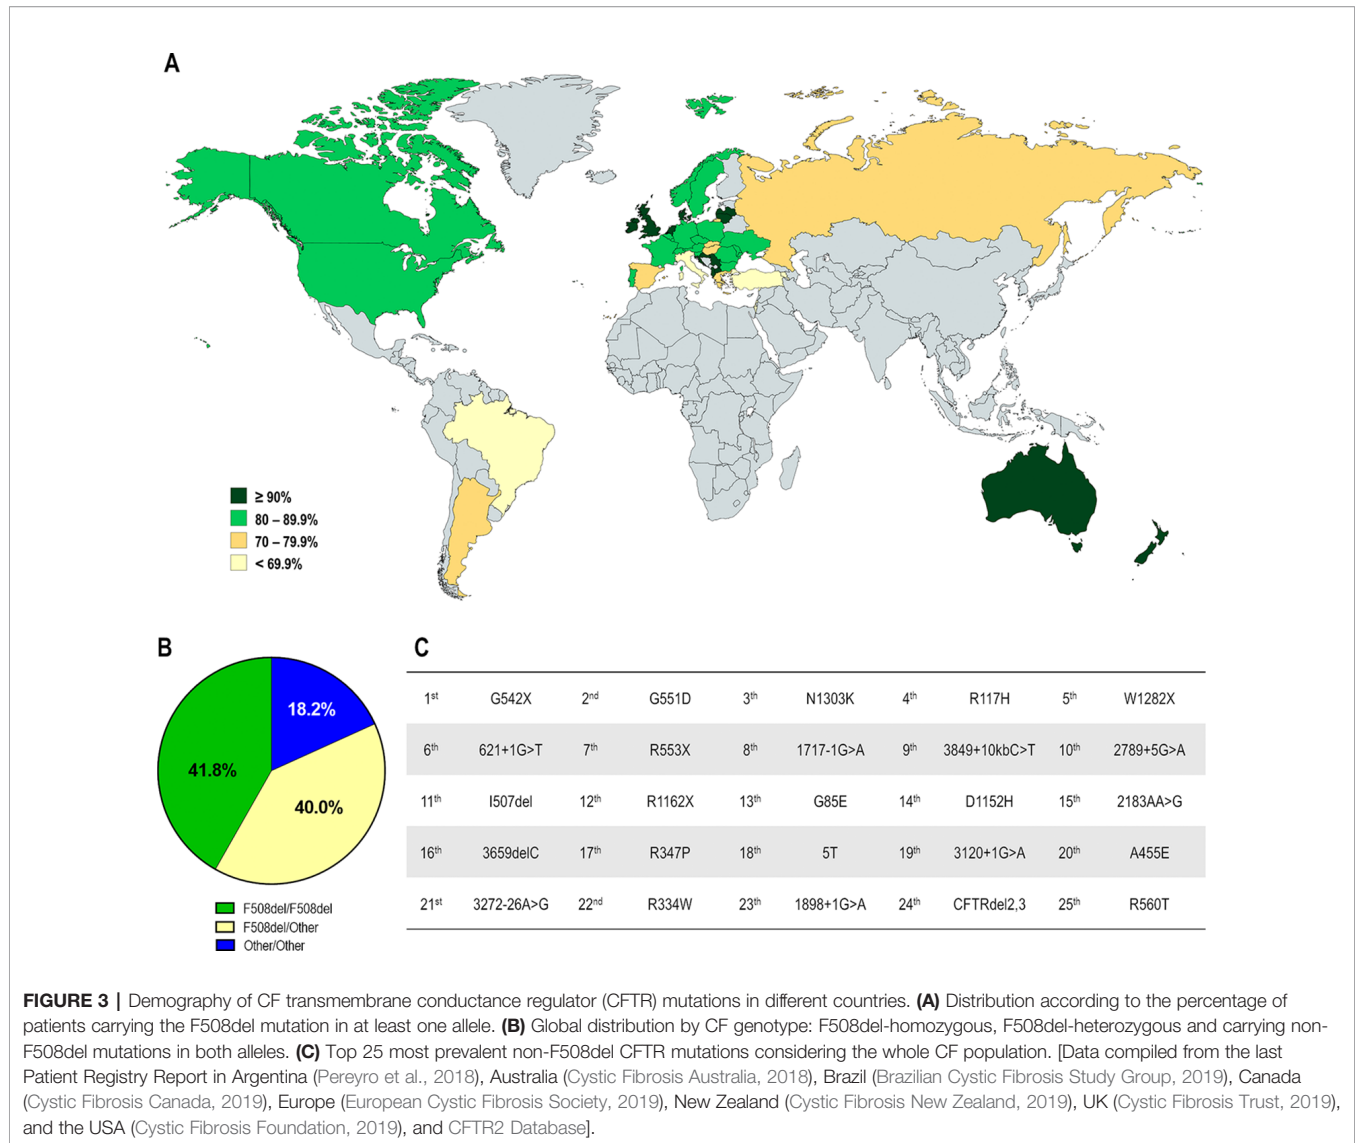 A
≥ 90%
80 – 89.9%
70 – 79.9%
< 69.9%
B
18.2%
41.8%
40.0%
F508del/F508del
F508del/Other
Other/Other
C
1st G542X 2nd G551D 3th N1303K 4th R117H 5th W1282X
6th 621+1G>T 7th R553X 8th 1717-1G>A 9th 3849+10kbC>T 10th 2789+5G>A
11th I507del 12th R1162X 13th G85E 14th D1152H 15th 2183AA>G
16th 3659delC 17th R347P 18th 5T 19th 3120+1G>A 20th A455E
21st 3272-26A>G 22nd R334W 23th 1898+1G>A 24th CFTRdel2,3 25th R560T
FIGURE 3 | Demography of CF transmembrane conductance regulator (CFTR) mutations in different countries. (A) Distribution according to the percentage of
patients carrying the F508del mutation in at least one allele. (B) Global distribution by CF genotype: F508del-homozygous, F508del-heterozygous and carrying non-
F508del mutations in both alleles. (C) Top 25 most prevalent non-F508del CFTR mutations considering the whole CF population. [Data compiled from the last
Patient Registry Report in Argentina (Pereyro et al., 2018), Australia (Cystic Fibrosis Australia, 2018), Brazil (Brazilian Cystic Fibrosis Study Group, 2019), Canada
(Cystic Fibrosis Canada, 2019), Europe (European Cystic Fibrosis Society, 2019), New Zealand (Cystic Fibrosis New Zealand, 2019), UK (Cystic Fibrosis Trust, 2019),
and the USA (Cystic Fibrosis Foundation, 2019), and CFTR2 Database].